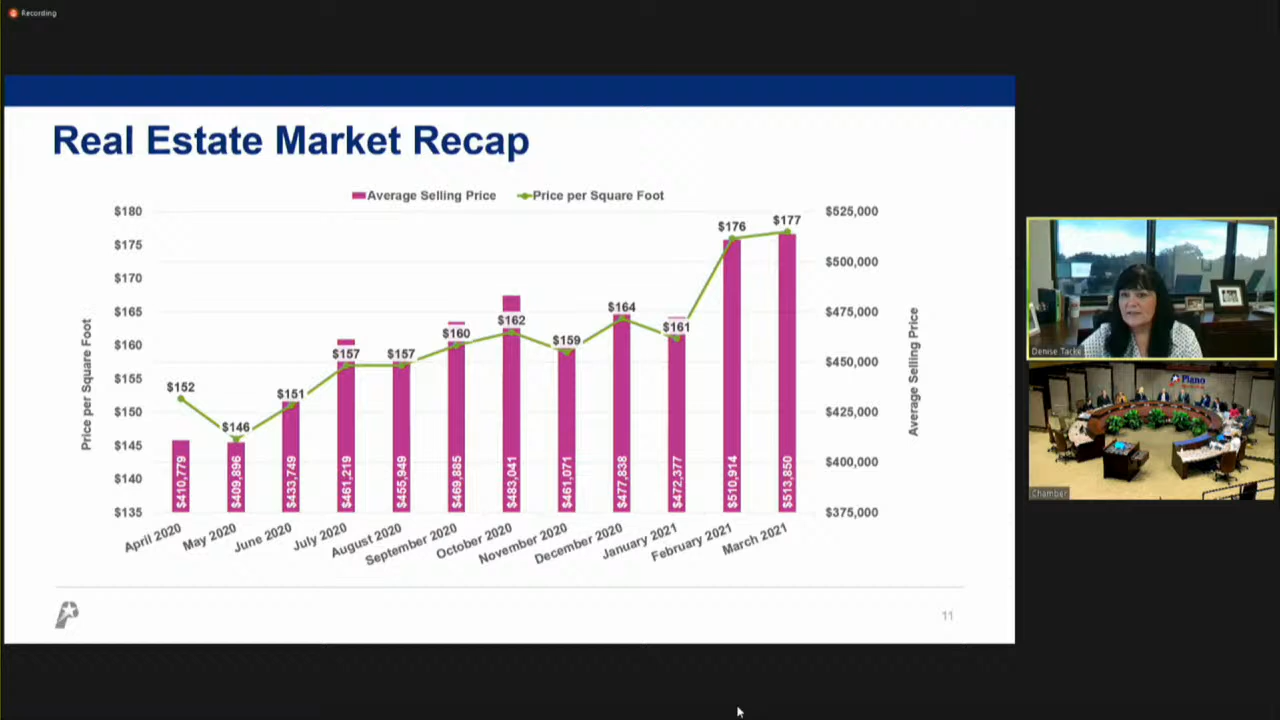 Recording
Real Estate Market Recap
Average Selling Price
Price per Square Foot
$180
$175
$170
$165
$160
$155
$150
$145
$140
$135
Price per Square Foot
$152
$146
$151
$157
$157
$160
$162
$159
$164
$161
$176
$177
$410,779
$409,896
$433,749
$461,219
$455,949
$469,885
$483,041
$461,071
$477,838
$472,377
$510,914
$513,850
$525,000
$500,000
$475,000
$450,000
$425,000
$400,000
$375,000
Average Selling Price
April 2020
May 2020
June 2020
July 2020
August 2020
September 2020
October 2020
November 2020
December 2020
January 2021
February 2021
March 2021
11
Denise Tacke
Plano
Chamber